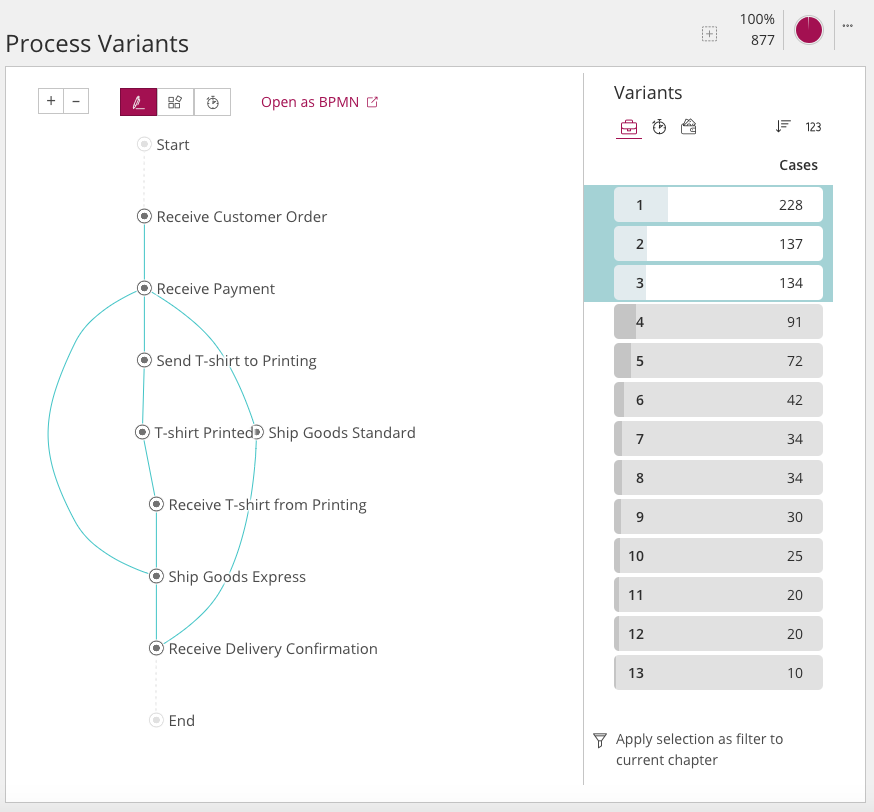 Process Variants
100%
877
+
−
Open as BPMN
Start
Receive Customer Order
Receive Payment
Send T-shirt to Printing
T-shirt Printed
Ship Goods Standard
Receive T-shirt from Printing
Ship Goods Express
Receive Delivery Confirmation
End
Variants
123
Cases
1 228
2 137
3 134
4 91
5 72
6 42
7 34
8 34
9 30
10 25
11 20
12 20
13 10
Apply selection as filter to
current chapter